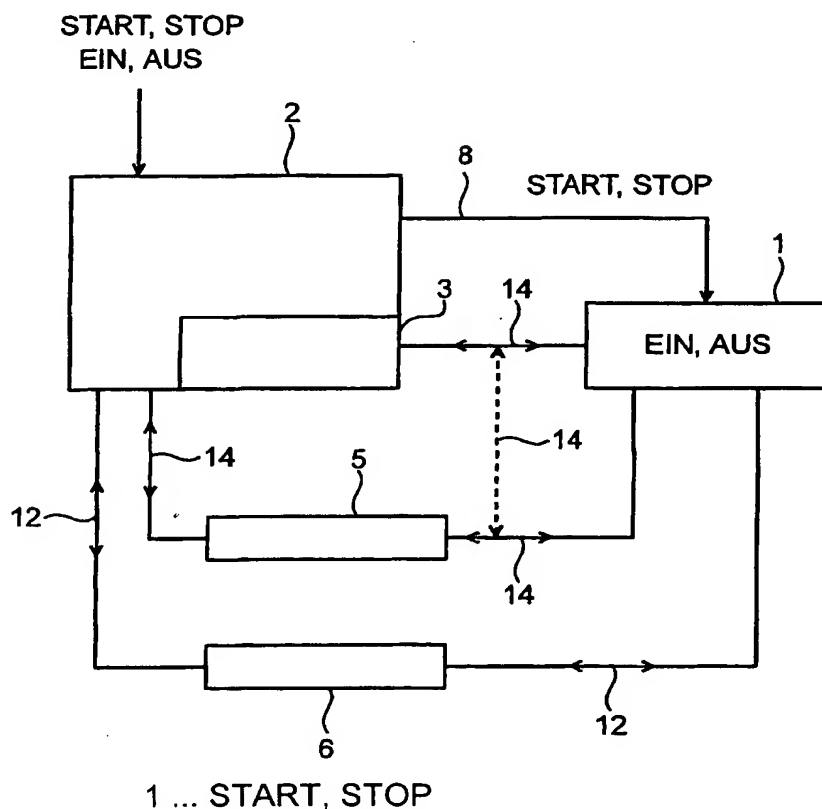 START, STOP
EIN, AUS
2
8
START, STOP
1
3
14
EIN, AUS
14
14
5
12
14
12
6
1 ... START, STOP